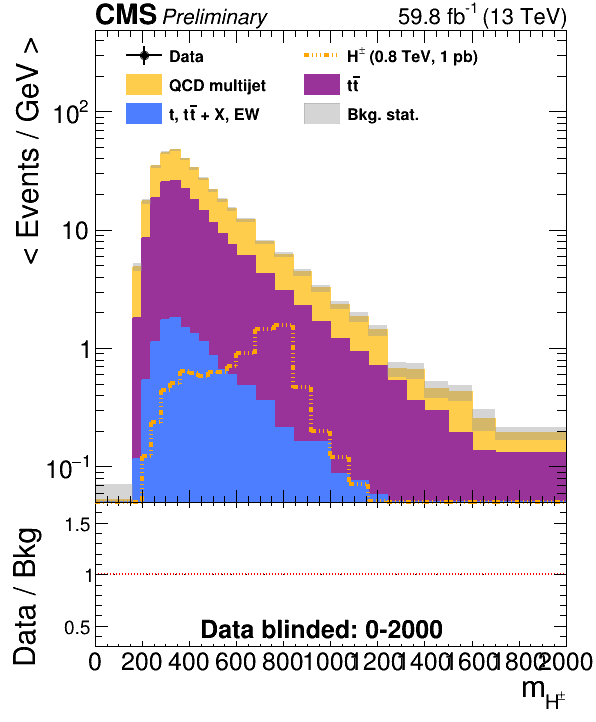 CMS Preliminary 59.8 fb⁻¹ (13 TeV)
< Events / GeV >
Data
H± (0.8 TeV, 1 pb)
QCD multijet
tt̄
t, tt̄ + X, EW
Bkg. stat.
10²
10
1
10⁻¹
Data / Bkg
1.5
1
0.5
Data blinded: 0-2000
0 200 400 600 800 1000 1200 1400 1600 1800 2000
m_H±